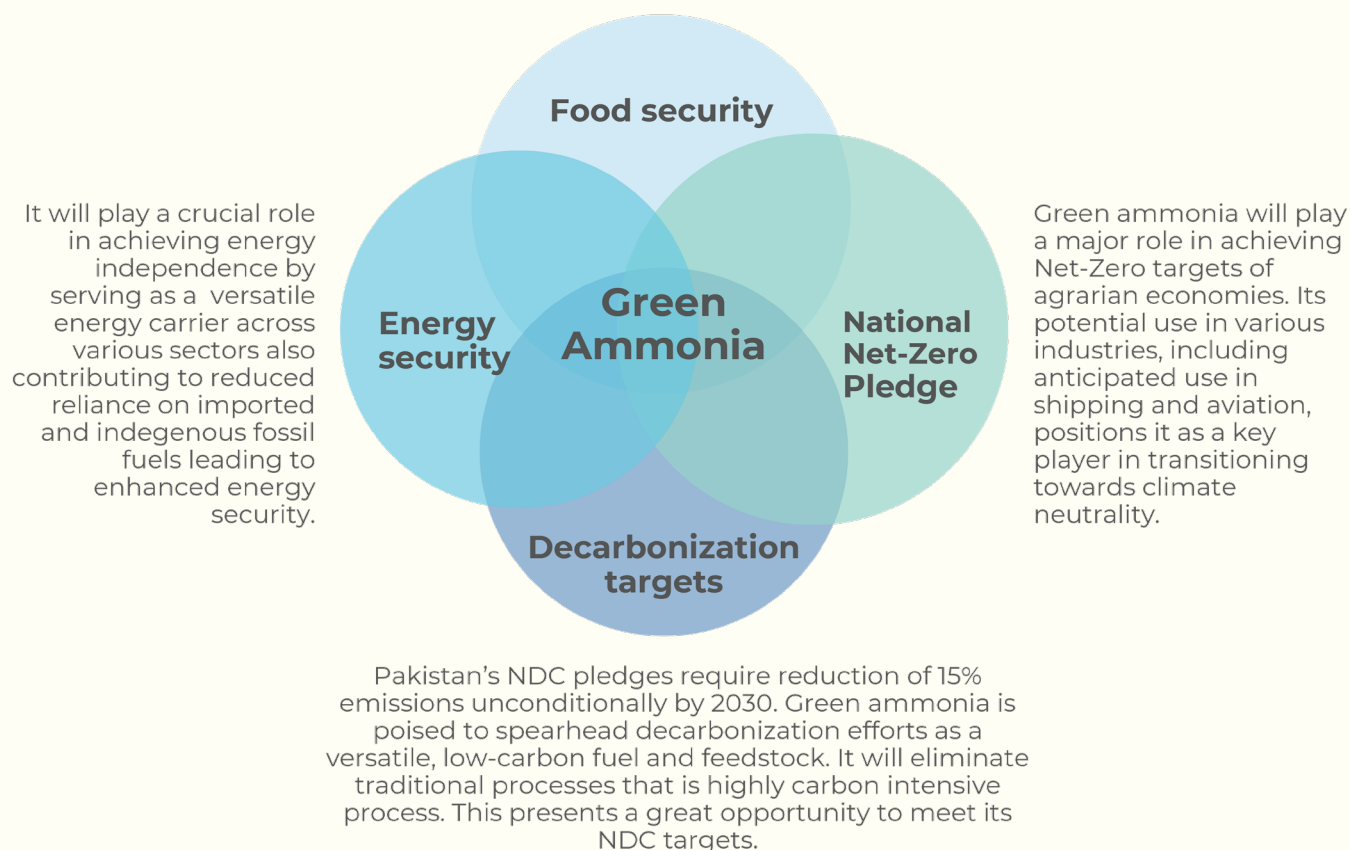 Food security
It will play a crucial role
in achieving energy
independence by
serving as a  versatile
energy carrier across
various sectors also
contributing to reduced
reliance on imported
and indegenous fossil
fuels leading to
enhanced energy
security.
Energy
security
Green
Ammonia
National
Net-Zero
Pledge
Green ammonia will play
a major role in achieving
Net-Zero targets of
agrarian economies. Its
potential use in various
industries, including
anticipated use in
shipping and aviation,
positions it as a key
player in transitioning
towards climate
neutrality.
Decarbonization
targets
Pakistan’s NDC pledges require reduction of 15%
emissions unconditionally by 2030. Green ammonia is
poised to spearhead decarbonization efforts as a
versatile, low-carbon fuel and feedstock. It will eliminate
traditional processes that is highly carbon intensive
process. This presents a great opportunity to meet its
NDC targets.